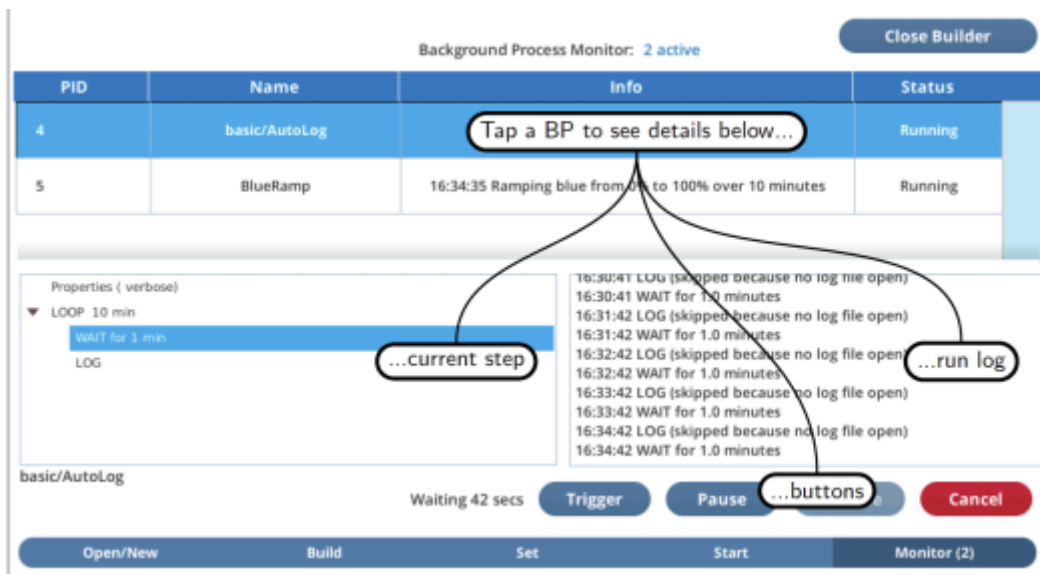 Close Builder
Background Process Monitor: 2 active
PID Name Info Status
4 basic/AutoLog Tap a BP to see details below... Running
5 BlueRamp 16:34:35 Ramping blue from 0% to 100% over 10 minutes Running
Properties ( verbose)
LOOP 10 min
WAIT for 1 min
LOG
...current step
16:30:41 LOG (skipped because no log file open)
16:30:41 WAIT for 1.0 minutes
16:31:42 LOG (skipped because no log file open)
16:31:42 WAIT for 1.0 minutes
16:32:42 LOG (skipped because no log file open)
16:32:42 WAIT for 1.0 minutes
16:33:42 LOG (skipped because no log file open)
16:33:42 WAIT for 1.0 minutes
16:34:42 LOG (skipped because no log file open)
16:34:42 WAIT for 1.0 minutes
...run log
basic/AutoLog
Waiting 42 secs Trigger Pause ...buttons Cancel
Open/New Build Set Start Monitor (2)